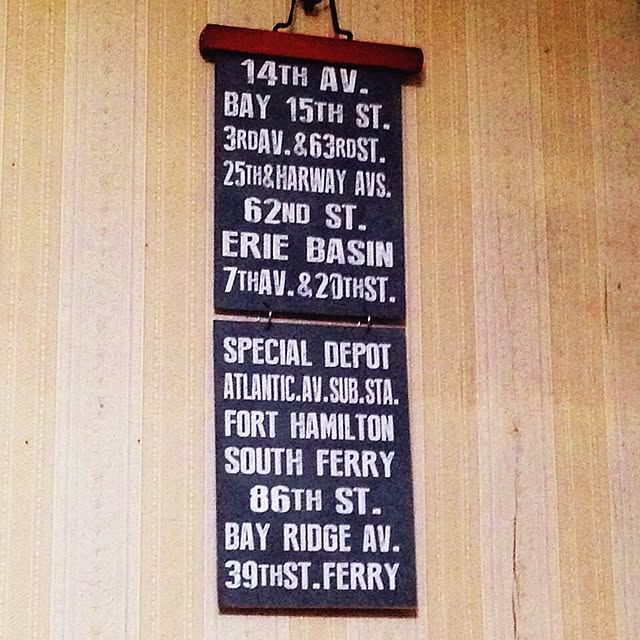 14TH AV.
BAY 15TH ST.
3RDAV.&63RDST.
25TH&HARWAY AVS.
62ND ST.
ERIE BASIN
7THAV.&20THST.
SPECIAL DEPOT
ATLANTIC.AV.SUB.STA.
FORT HAMILTON
SOUTH FERRY
86TH ST.
BAY RIDGE AV.
39THST.FERRY